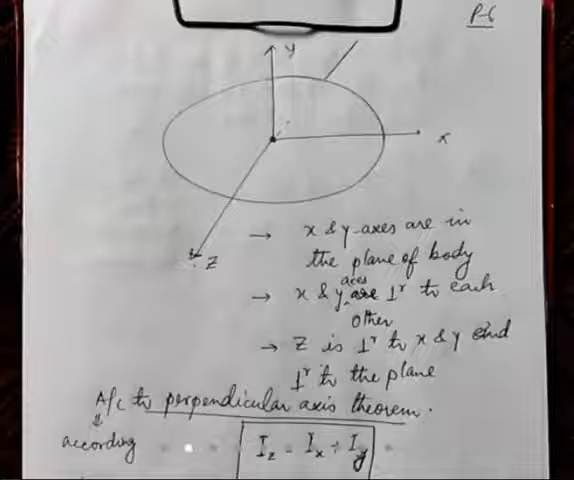 P-6
y
x
z
→ x & y-axes are in
the plane of body
→ x & y axes are ⊥r to each
other
→ Z is ⊥r to x & y and
⊥r to the plane
A/c to perpendicular axis theorem.
according
Iz = Ix + Iy